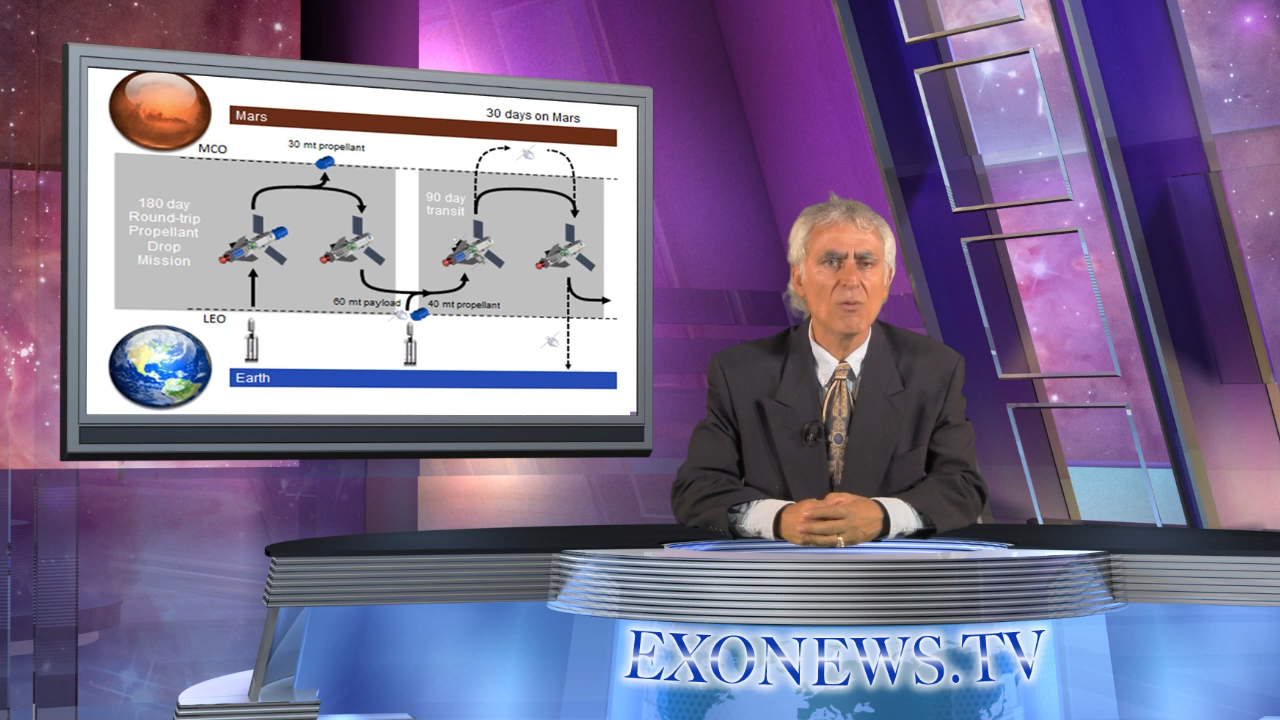 Mars
30 days on Mars
MCO
30 mt propellant
180 day
Round-trip
Propellant
Drop
Mission
90 day
transit
60 mt payload
40 mt propellant
LEO
Earth
EXONEWS.TV